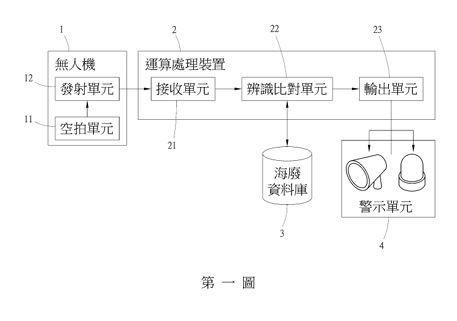 1
無人機
12
發射單元
11
空拍單元
2
運算處理裝置
22
23
接收單元
辨識比對單元
輸出單元
21
海廢
資料庫
3
警示單元
4
第一圖